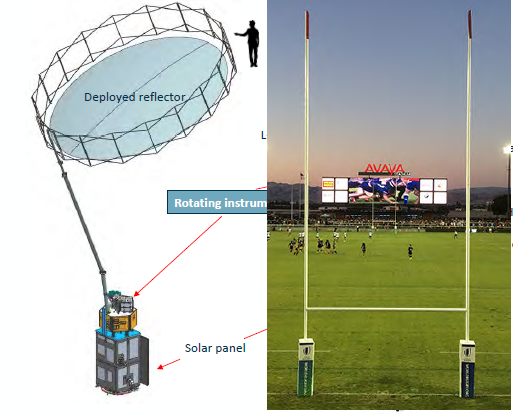 Deployed reflector
L
Rotating instrum
Solar panel
AVAYA